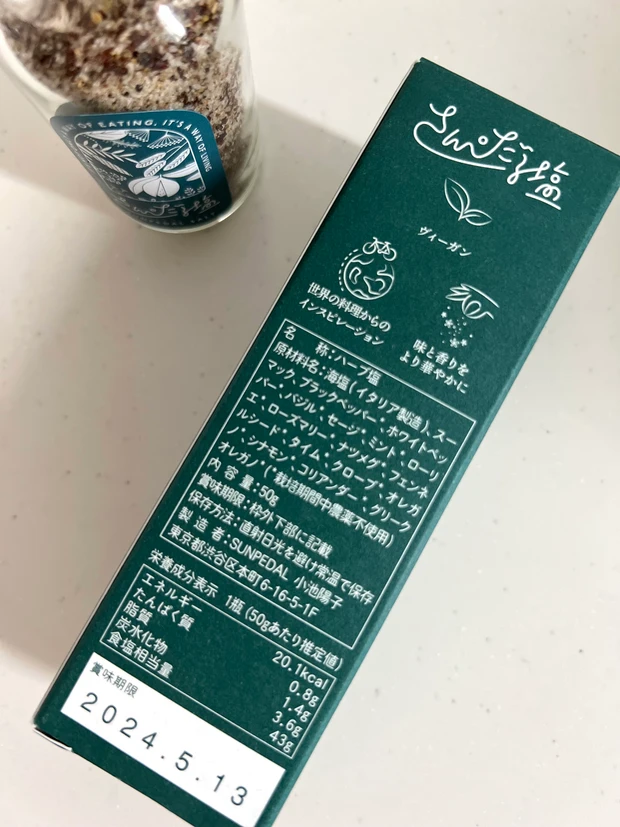 OF EATING, IT'S A WAY OF LIVING
さんぺだる塩
ヴィーガン
世界の料理からの
インスピレーション
味と香りを
より華やかに
名 称:ハーブ塩
原材料名:海塩(イタリア製造)、スー
マック・ブラックペッパー・ホワイトペッ
パー・バジル・セージ・ミント・ローリ
エ・ローズマリー・ナツメグ・フェンネ
ルシード・タイム・クローブ・オレガ
ノ・シナモン・コリアンダー・グリーク
オレガノ(*栽培期間中農薬不使用)
内 容 量:50g
賞味期限:枠外下部に記載
保存方法:直射日光を避け常温で保存
製 造 者:SUNPEDAL 小池陽子
東京都渋谷区本町6-16-5-1F
栄養成分表示 1瓶(50gあたり推定値)
エネルギー 20.1kcal
たんぱく質 0.8g
脂質 1.4g
炭水化物 3.6g
食塩相当量 43g
賞味期限
2024.5.13